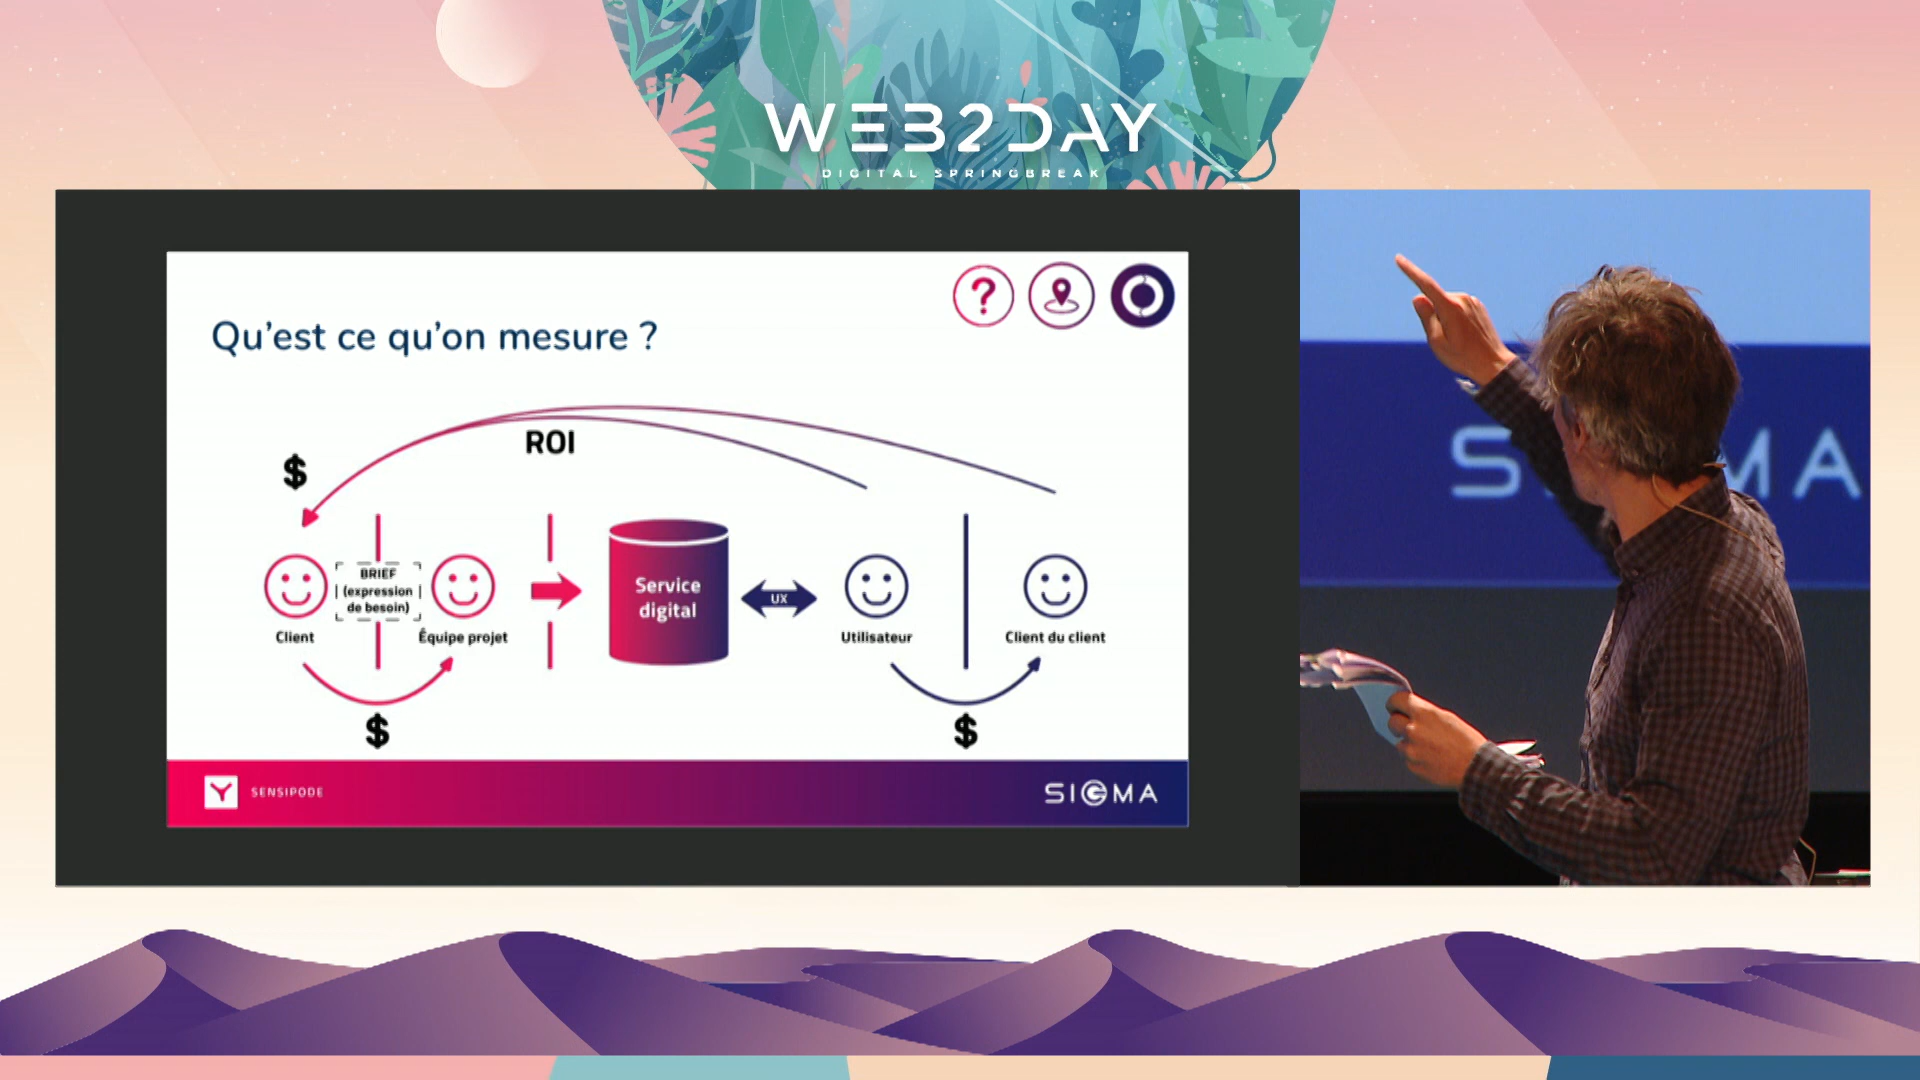 WEB2DAY
DIGITAL SPRINGBREAK
?
Qu'est ce qu'on mesure ?
ROI
$
BRIEF
(expression
de besoin)
Client
Équipe projet
Service
digital
UX
Utilisateur
Client du client
$
$
SENSIPODE
SIGMA
S MA